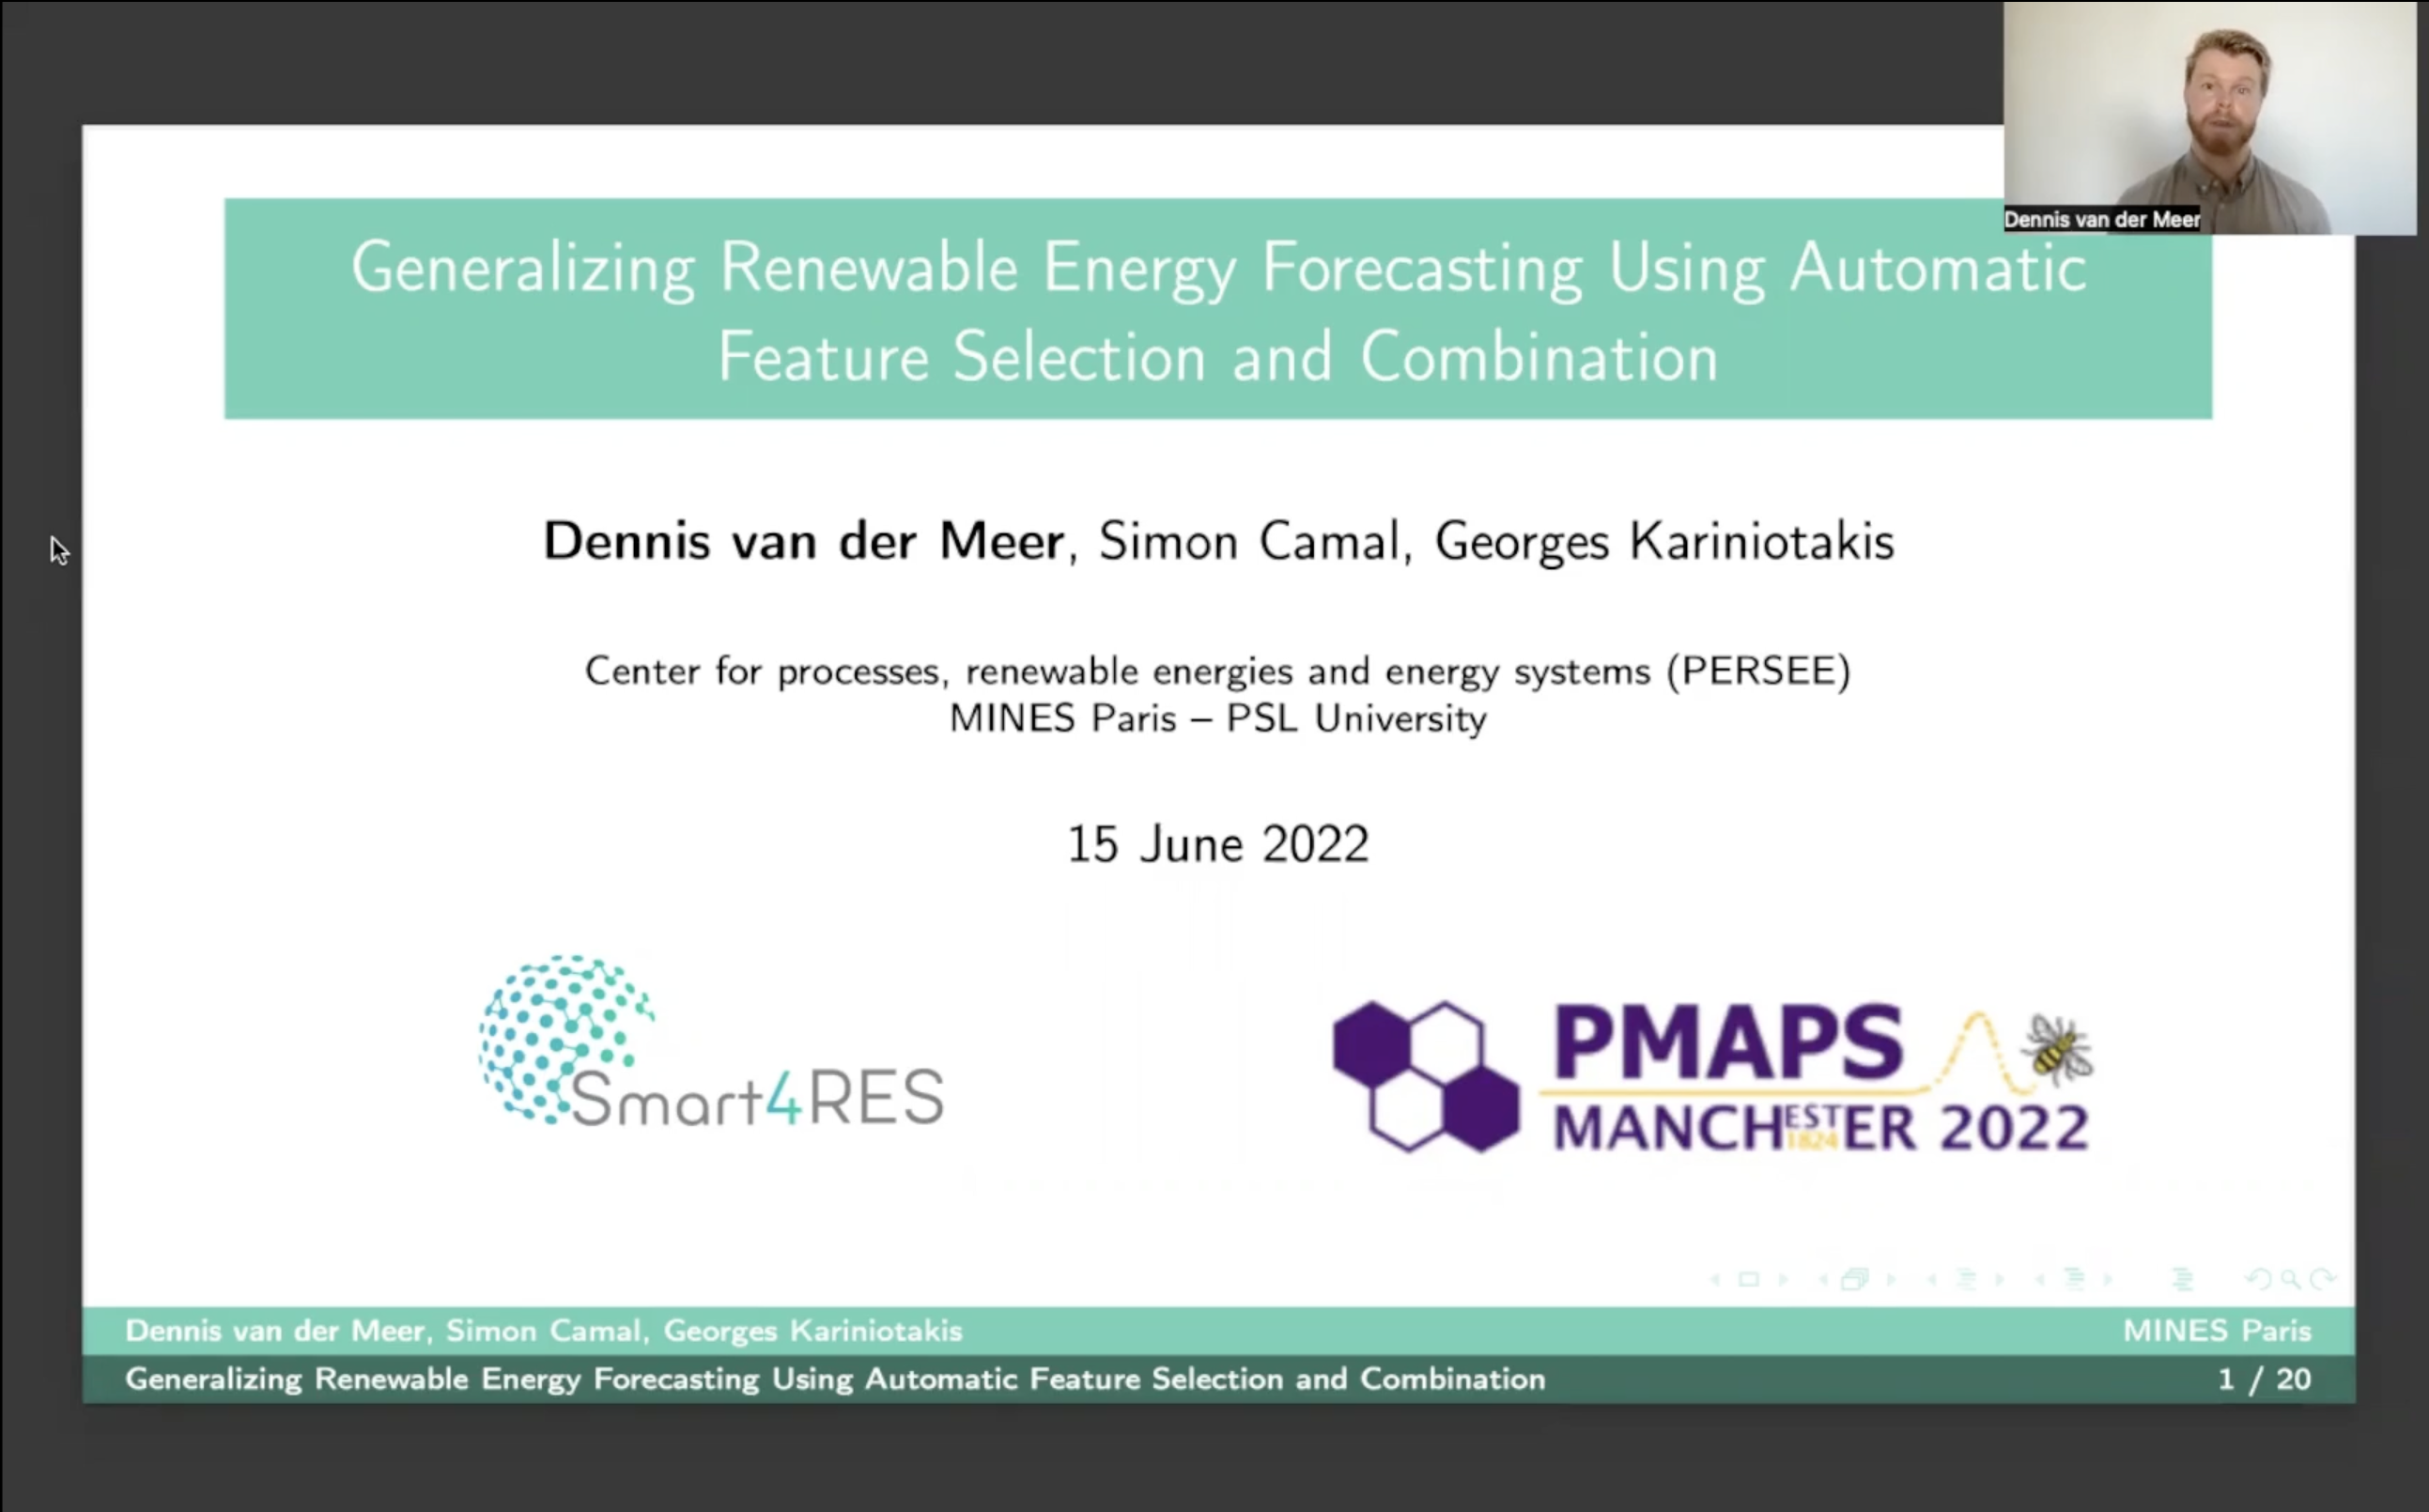 Dennis van der Meer
Generalizing Renewable Energy Forecasting Using Automatic
Feature Selection and Combination
Dennis van der Meer, Simon Camal, Georges Kariniotakis
Center for processes, renewable energies and energy systems (PERSEE)
MINES Paris – PSL University
15 June 2022
Smart4RES
PMAPS
MANCHESTER 2022
1824
Dennis van der Meer, Simon Camal, Georges Kariniotakis
MINES Paris
Generalizing Renewable Energy Forecasting Using Automatic Feature Selection and Combination
1 / 20